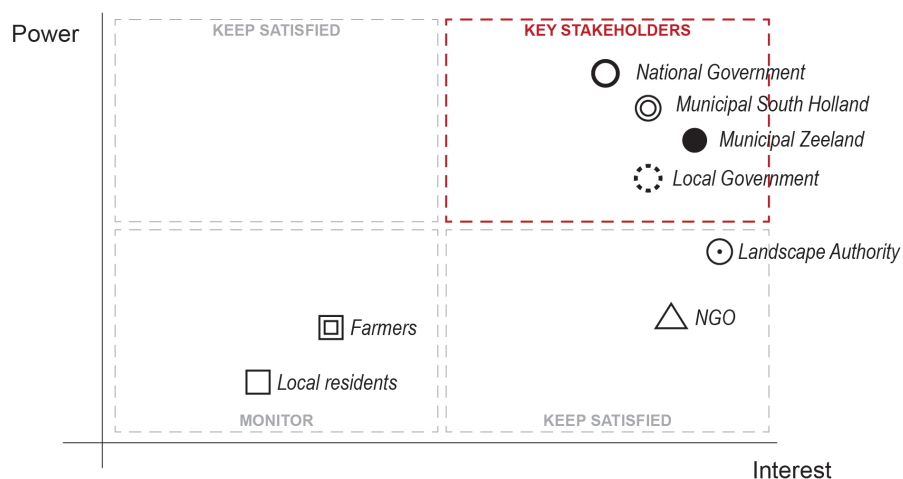 Power
KEEP SATISFIED
KEY STAKEHOLDERS
National Government
Municipal South Holland
Municipal Zeeland
Local Government
Landscape Authority
NGO
Farmers
Local residents
MONITOR
KEEP SATISFIED
Interest